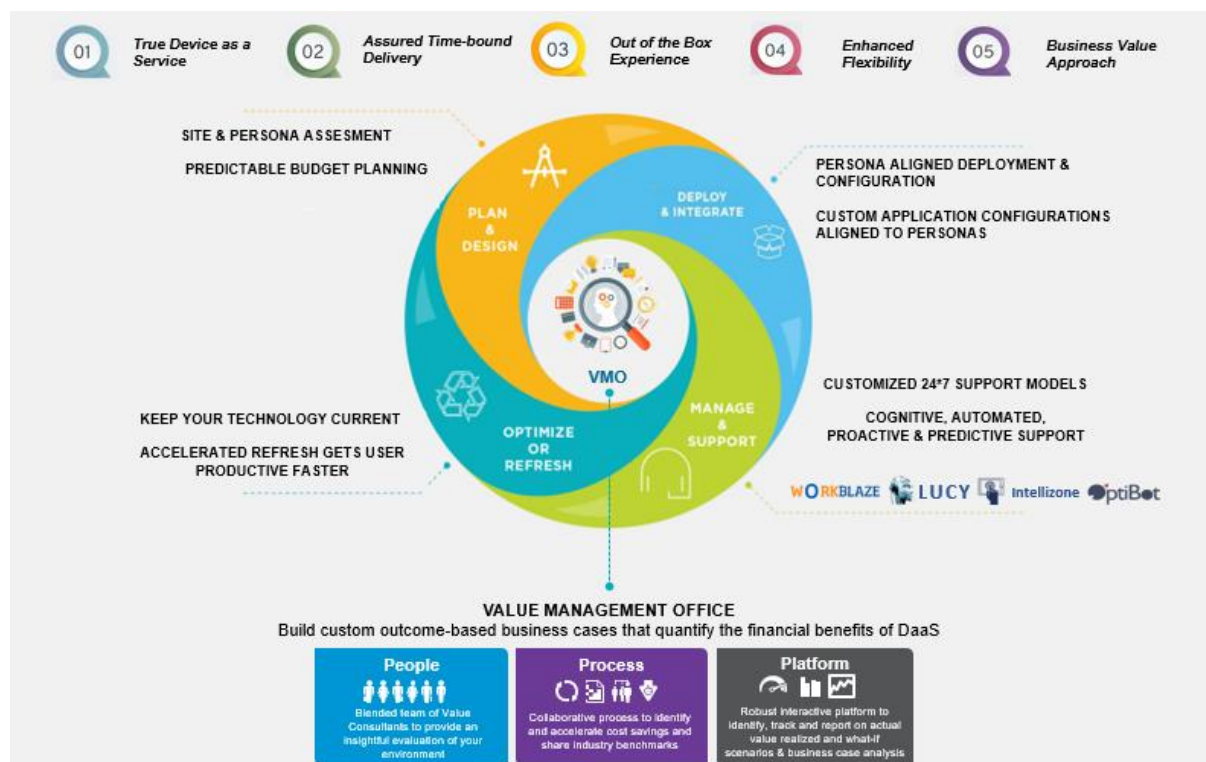 01
True Device as a
Service
02
Assured Time-bound
Delivery
03
Out of the Box
Experience
04
Enhanced
Flexibility
05
Business Value
Approach
SITE & PERSONA ASSESMENT
PREDICTABLE BUDGET PLANNING
PLAN
&
DESIGN
DEPLOY
& INTEGRATE
PERSONA ALIGNED DEPLOYMENT &
CONFIGURATION
CUSTOM APPLICATION CONFIGURATIONS
ALIGNED TO PERSONAS
VMO
KEEP YOUR TECHNOLOGY CURRENT
ACCELERATED REFRESH GETS USER
PRODUCTIVE FASTER
OPTIMIZE
OR
REFRESH
MANAGE
&
SUPPORT
CUSTOMIZED 24*7 SUPPORT MODELS
COGNITIVE, AUTOMATED,
PROACTIVE & PREDICTIVE SUPPORT
WORKBLAZE LUCY Intellizone OptiBot
VALUE MANAGEMENT OFFICE
Build custom outcome-based business cases that quantify the financial benefits of DaaS
People
Blended team of Value
Consultants to provide an
insightful evaluation of your
environment
Process
Collaborative process to identify
and accelerate cost savings and
share industry benchmarks
Platform
Robust interactive platform to
identify, track and report on actual
value realized and what-if
scenarios & business case analysis